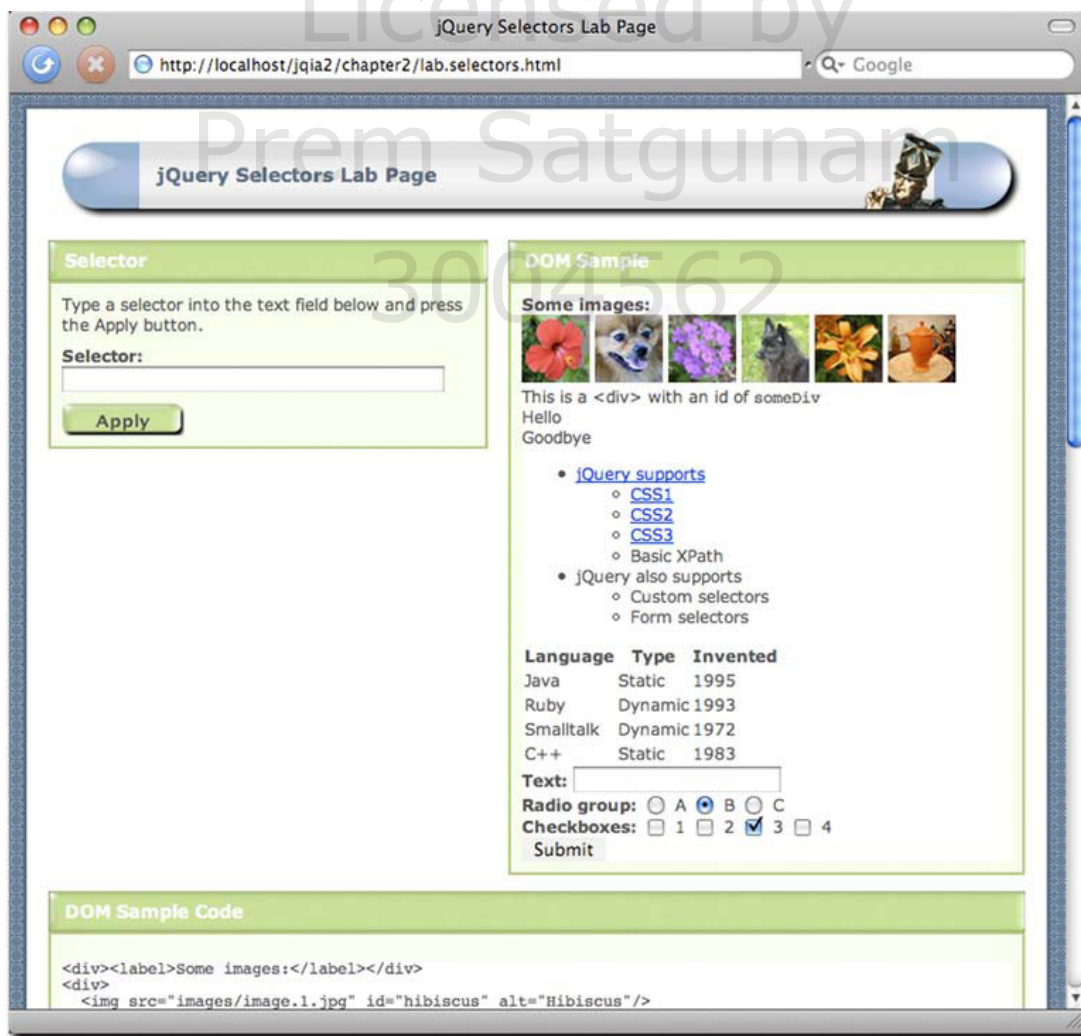 Licensed by
jQuery Selectors Lab Page
http://localhost/jqia2/chapter2/lab.selectors.html
Google
Prem Satgunam
jQuery Selectors Lab Page
3004562
Selector
Type a selector into the text field below and press
the Apply button.
Selector:
Apply
DOM Sample
Some images:
This is a <div> with an id of someDiv
Hello
Goodbye
jQuery supports
CSS1
CSS2
CSS3
Basic XPath
jQuery also supports
Custom selectors
Form selectors
Language Type Invented
Java Static 1995
Ruby Dynamic 1993
Smalltalk Dynamic 1972
C++ Static 1983
Text:
Radio group: A B C
Checkboxes: 1 2 3 4
Submit
DOM Sample Code
<div><label>Some images:</label></div>
<div>
<img src="images/image.1.jpg" id="hibiscus" alt="Hibiscus"/>